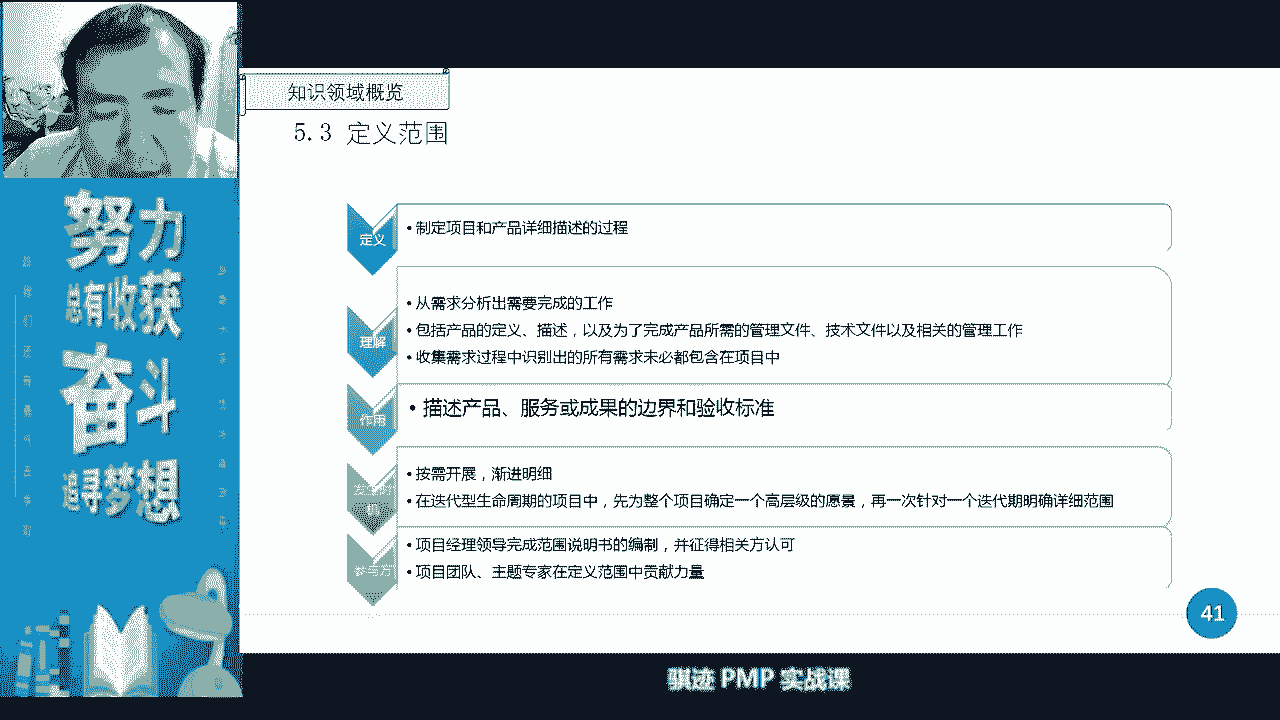 知识领域概览
5.3 定义范围
定义
•制定项目和产品详细描述的过程
理解
•从需求分析出需要完成的工作
•包括产品的定义、描述，以及为了完成产品所需的管理文件、技术文件以及相关的管理工作
•收集需求过程中识别出的所有需求未必都包含在项目中
作用
•描述产品、服务或成果的边界和验收标准
•按需开展，渐进明细
•在迭代型生命周期的项目中，先为整个项目确定一个高层级的愿景，再一次针对一个迭代期明确详细范围
参与方
•项目经理领导完成范围说明书的编制，并征得相关方认可
•项目团队、主题专家在定义范围中贡献力量
41
努力
总有收获
奋斗
追寻梦想
骐迹 PMP 实战课